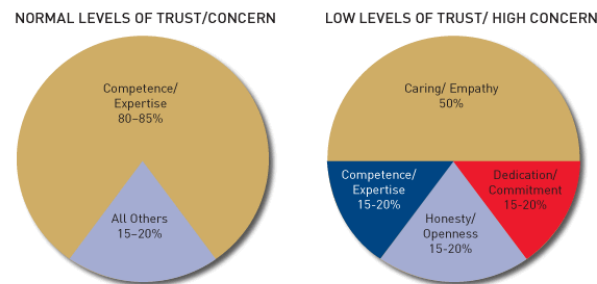 NORMAL LEVELS OF TRUST/CONCERN
Competence/
Expertise
80–85%
All Others
15–20%
LOW LEVELS OF TRUST/ HIGH CONCERN
Caring/ Empathy
50%
Competence/
Expertise
15-20%
Honesty/
Openness
15-20%
Dedication/
Commitment
15-20%